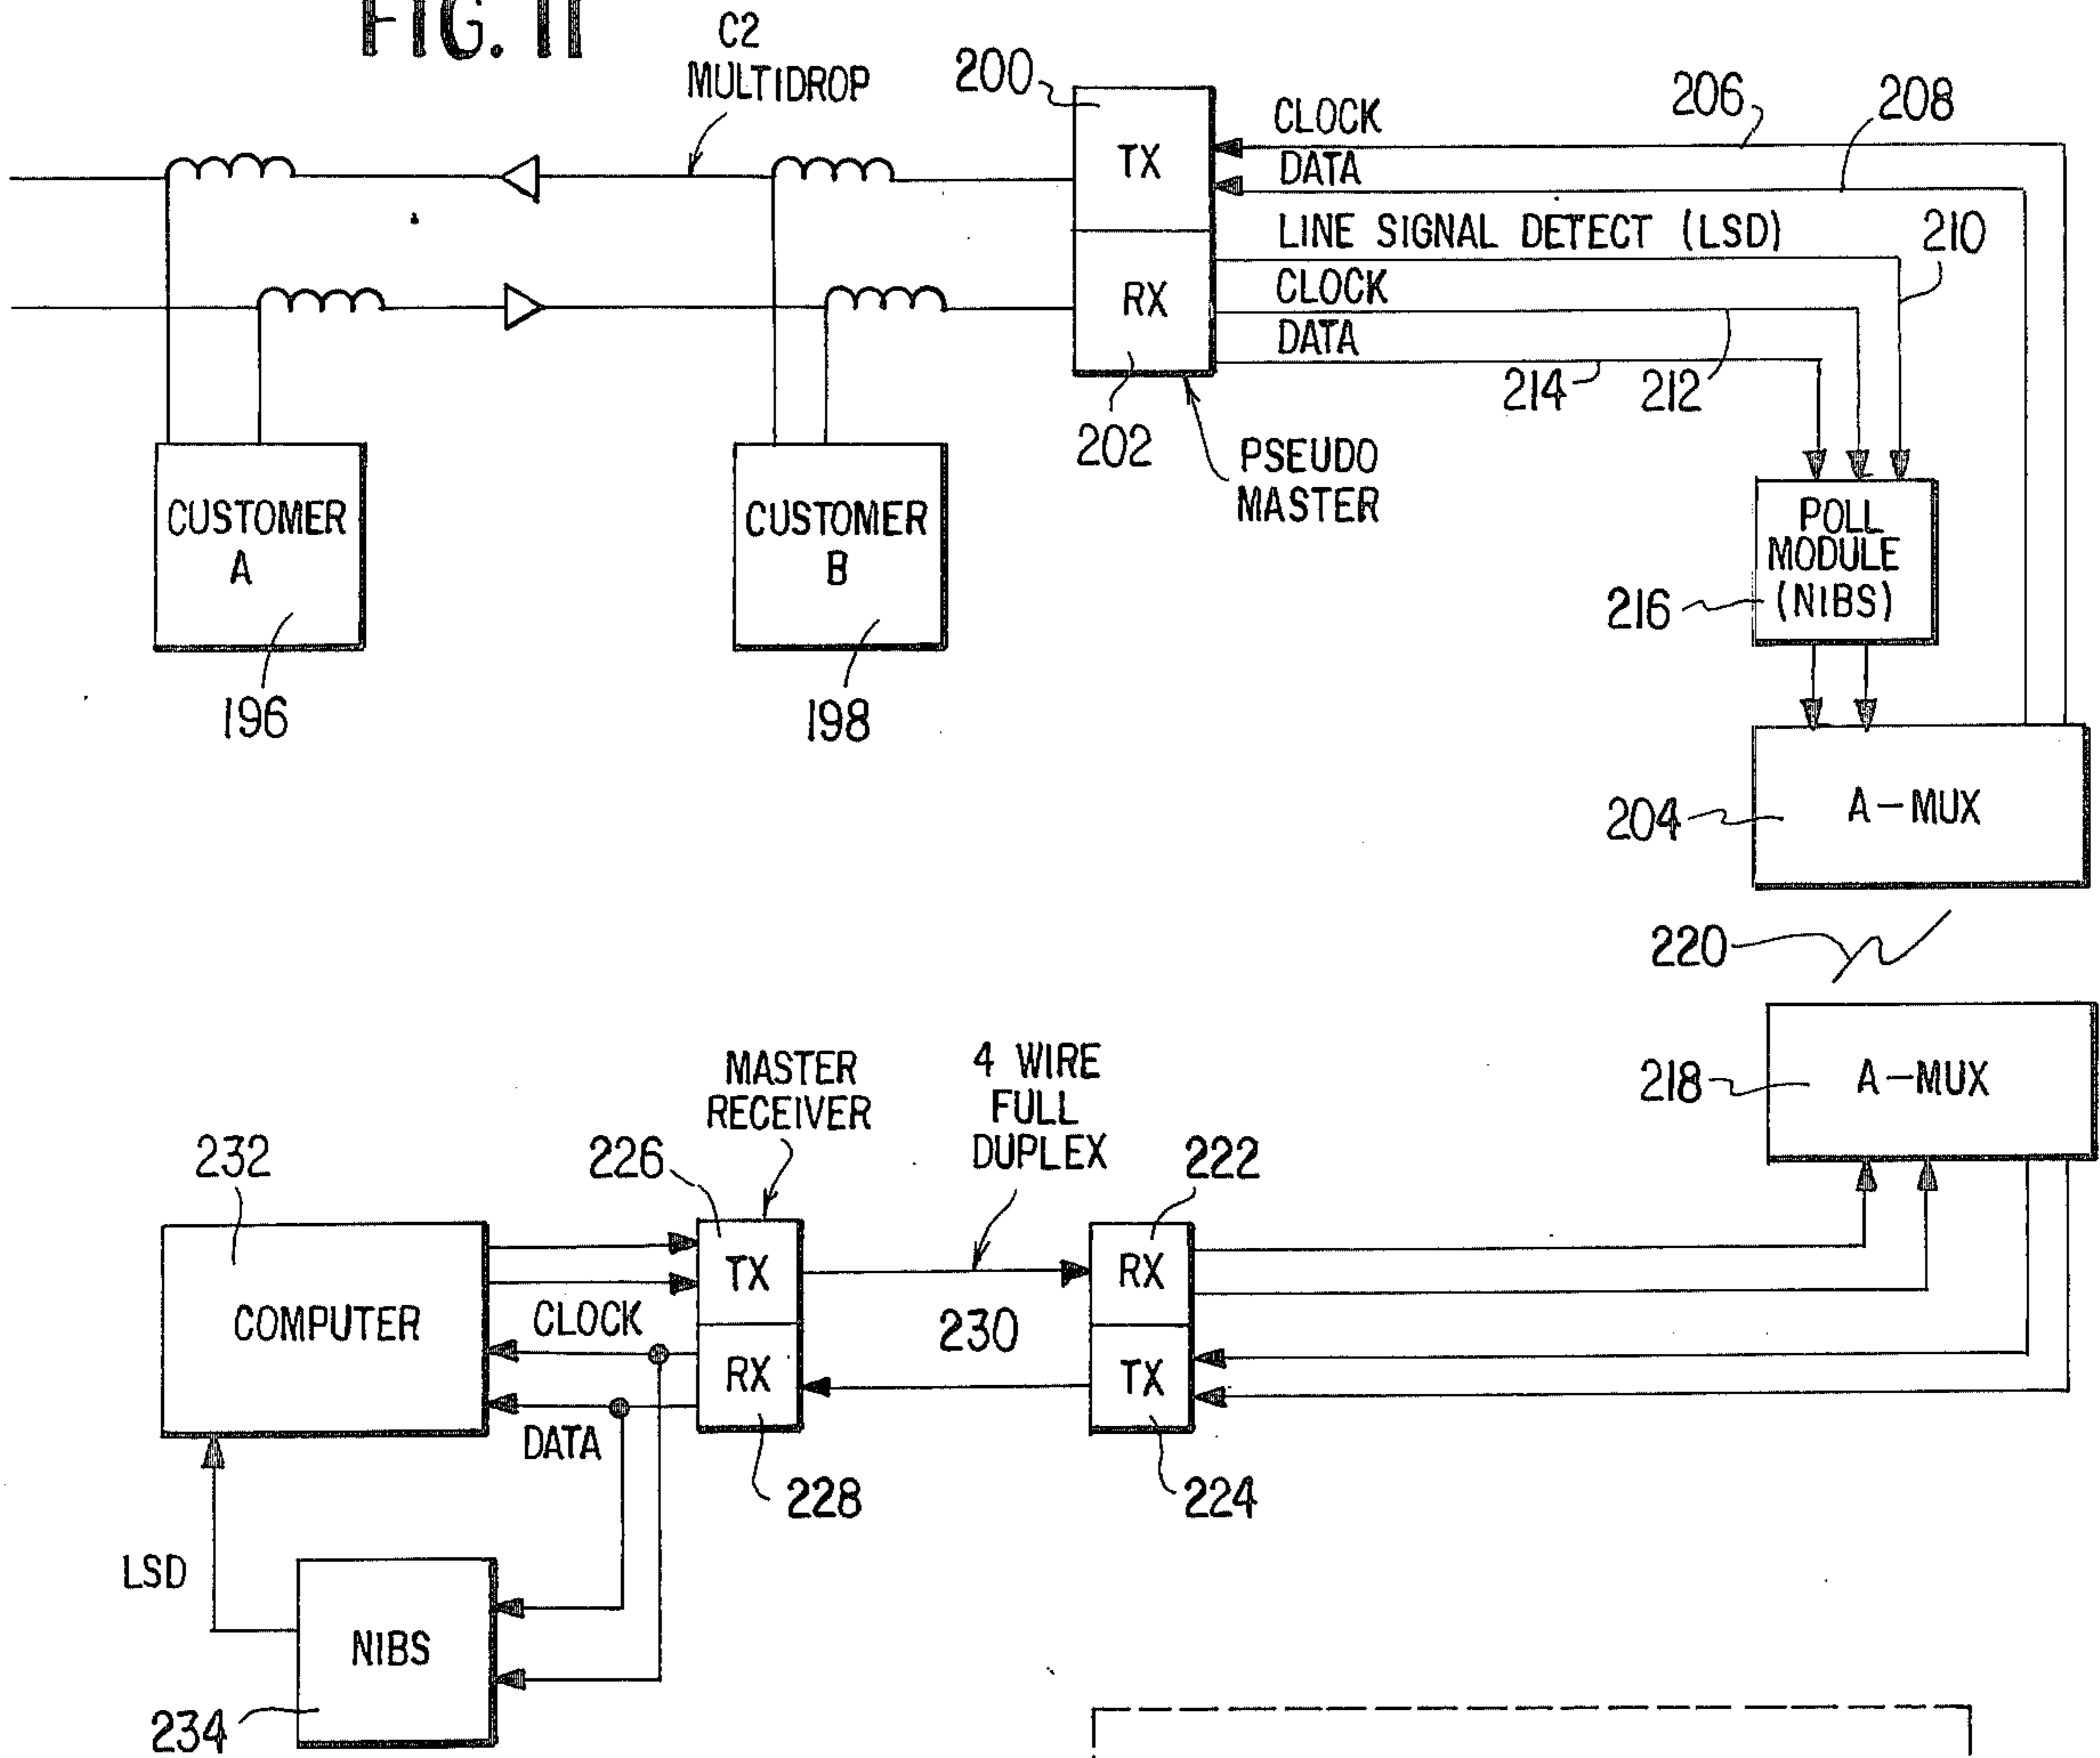 FIG. 11
C2
MULTIDROP
200
TX
RX
202
CLOCK
DATA
206
208
LINE SIGNAL DETECT (LSD)
210
CLOCK
DATA
214
212
PSEUDO
MASTER
CUSTOMER
A
196
CUSTOMER
B
198
POLL
MODULE
(NIBS)
216
204
A-MUX
220
218
A-MUX
MASTER
RECEIVER
4 WIRE
FULL
DUPLEX
232
226
222
COMPUTER
TX
RX
CLOCK
230
RX
TX
DATA
228
224
LSD
NIBS
234